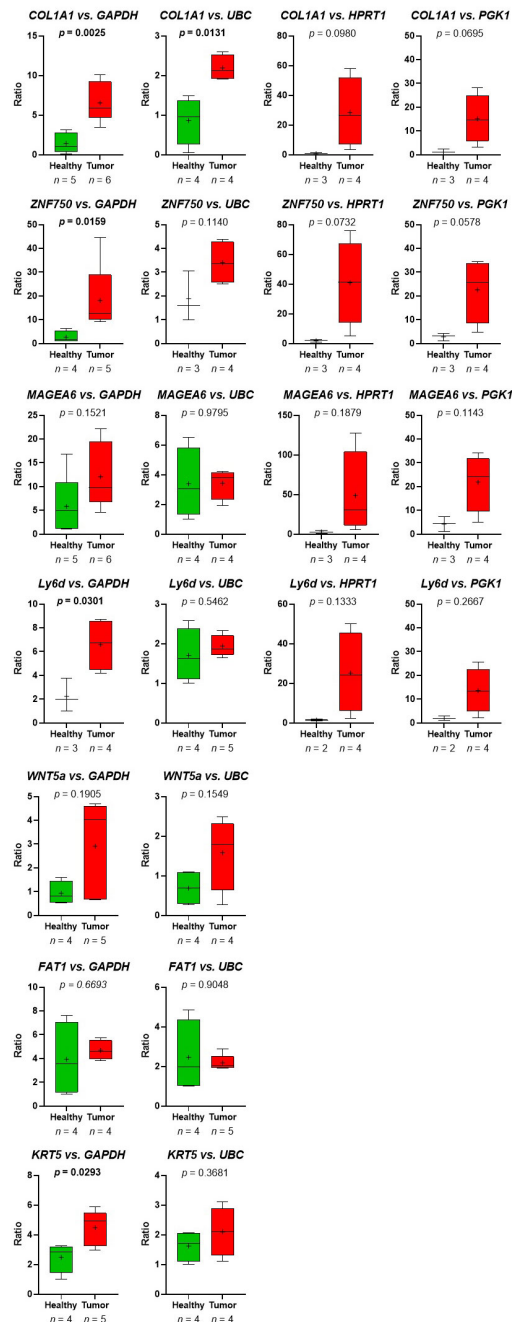 COL1A1 vs. GAPDH COL1A1 vs. UBC COL1A1 vs. HPRT1 COL1A1 vs. PGK1
p = 0.0025 p = 0.0131 p = 0.0980 p = 0.0695
Ratio 15 10 5 0 Ratio 3 2 1 0 Ratio 80 60 40 20 0 Ratio 50 40 30 20 10 0
Healthy Tumor Healthy Tumor Healthy Tumor Healthy Tumor
n = 5 n = 6 n = 4 n = 4 n = 3 n = 4 n = 3 n = 4
ZNF750 vs. GAPDH ZNF750 vs. UBC ZNF750 vs. HPRT1 ZNF750 vs. PGK1
p = 0.0159 p = 0.1140 p = 0.0732 p = 0.0578
Ratio 50 40 30 20 10 0 Ratio 5 4 3 2 1 0 Ratio 80 60 40 20 0 Ratio 50 40 30 20 10 0
Healthy Tumor Healthy Tumor Healthy Tumor Healthy Tumor
n = 4 n = 5 n = 3 n = 4 n = 3 n = 4 n = 3 n = 4
MAGEA6 vs. GAPDH MAGEA6 vs. UBC MAGEA6 vs. HPRT1 MAGEA6 vs. PGK1
p = 0.1521 p = 0.9795 p = 0.1879 p = 0.1143
Ratio 25 20 15 10 5 0 Ratio 8 6 4 2 0 Ratio 150 100 50 0 Ratio 50 40 30 20 10 0
Healthy Tumor Healthy Tumor Healthy Tumor Healthy Tumor
n = 5 n = 6 n = 4 n = 4 n = 3 n = 4 n = 3 n = 4
Ly6d vs. GAPDH Ly6d vs. UBC Ly6d vs. HPRT1 Ly6d vs. PGK1
p = 0.0301 p = 0.5462 p = 0.1333 p = 0.2667
Ratio 10 8 6 4 2 0 Ratio 3 2 1 0 Ratio 60 40 20 0 Ratio 50 40 30 20 10 0
Healthy Tumor Healthy Tumor Healthy Tumor Healthy Tumor
n = 3 n = 4 n = 4 n = 5 n = 2 n = 4 n = 2 n = 4
WNT5a vs. GAPDH WNT5a vs. UBC
p = 0.1905 p = 0.1549
Ratio 5 4 3 2 1 0 Ratio 3 2 1 0
Healthy Tumor Healthy Tumor
n = 4 n = 5 n = 4 n = 4
FAT1 vs. GAPDH FAT1 vs. UBC
p = 0.6693 p = 0.9048
Ratio 10 8 6 4 2 0 Ratio 6 4 2 0
Healthy Tumor Healthy Tumor
n = 4 n = 4 n = 4 n = 5
KRT5 vs. GAPDH KRT5 vs. UBC
p = 0.0293 p = 0.3681
Ratio 8 6 4 2 0 Ratio 4 3 2 1 0
Healthy Tumor Healthy Tumor
n = 4 n = 5 n = 4 n = 4